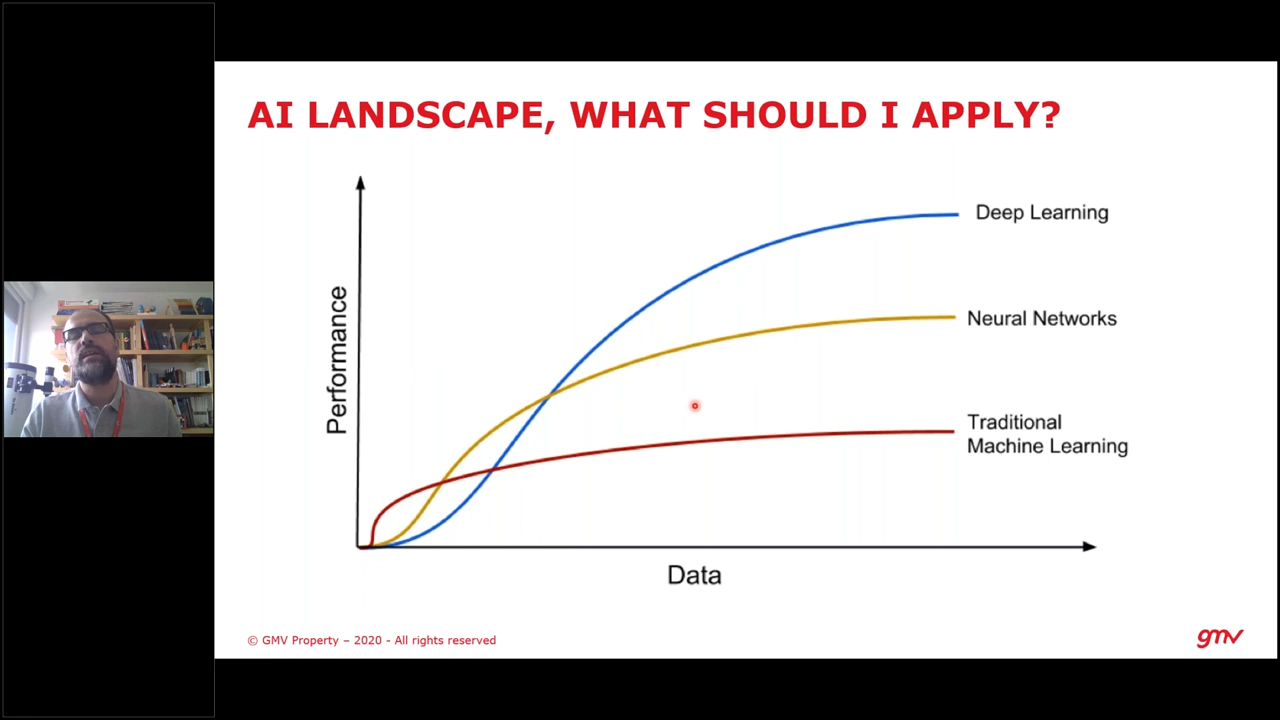 AI LANDSCAPE, WHAT SHOULD I APPLY?
Performance
Deep Learning
Neural Networks
Traditional
Machine Learning
Data
© GMV Property – 2020 - All rights reserved
gmv